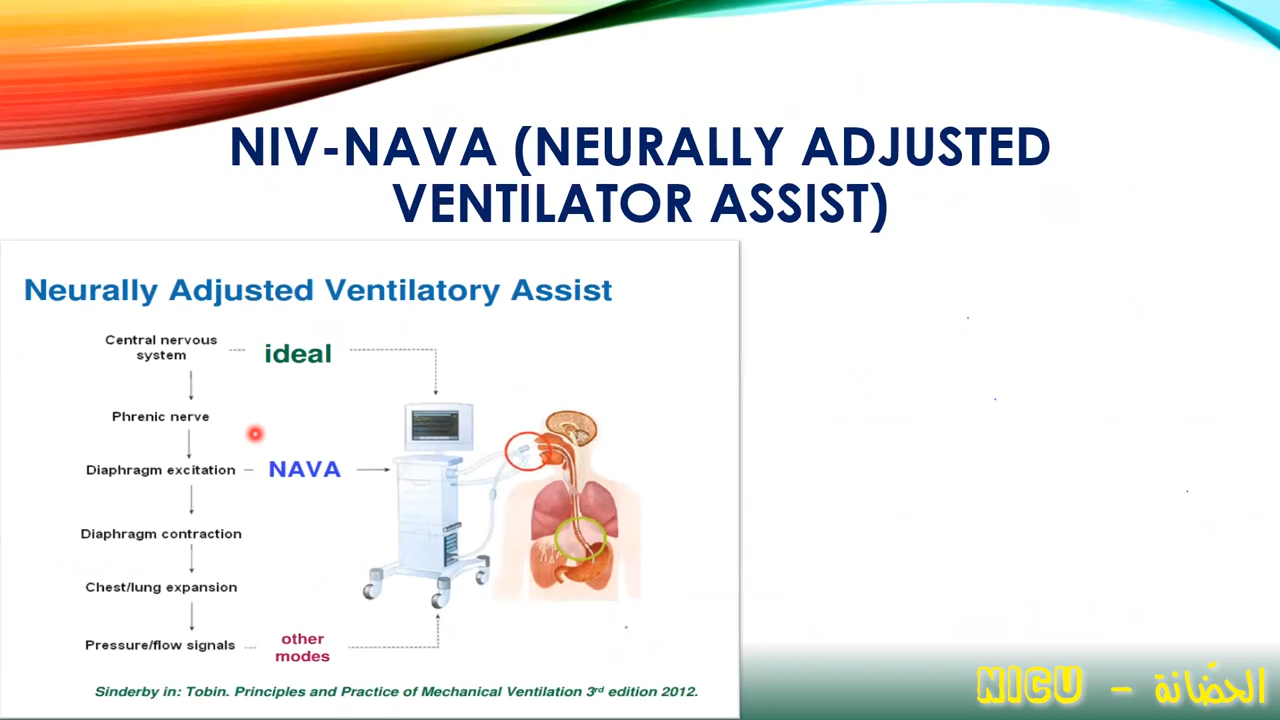 NIV-NAVA (NEURALLY ADJUSTED
VENTILATOR ASSIST)
Neurally Adjusted Ventilatory Assist
Central nervous
system
ideal
Phrenic nerve
Diaphragm excitation
NAVA
Diaphragm contraction
Chest/lung expansion
Pressure/flow signals
other
modes
Sinderby in: Tobin. Principles and Practice of Mechanical Ventilation 3rd edition 2012.
NICU - الحضّانة